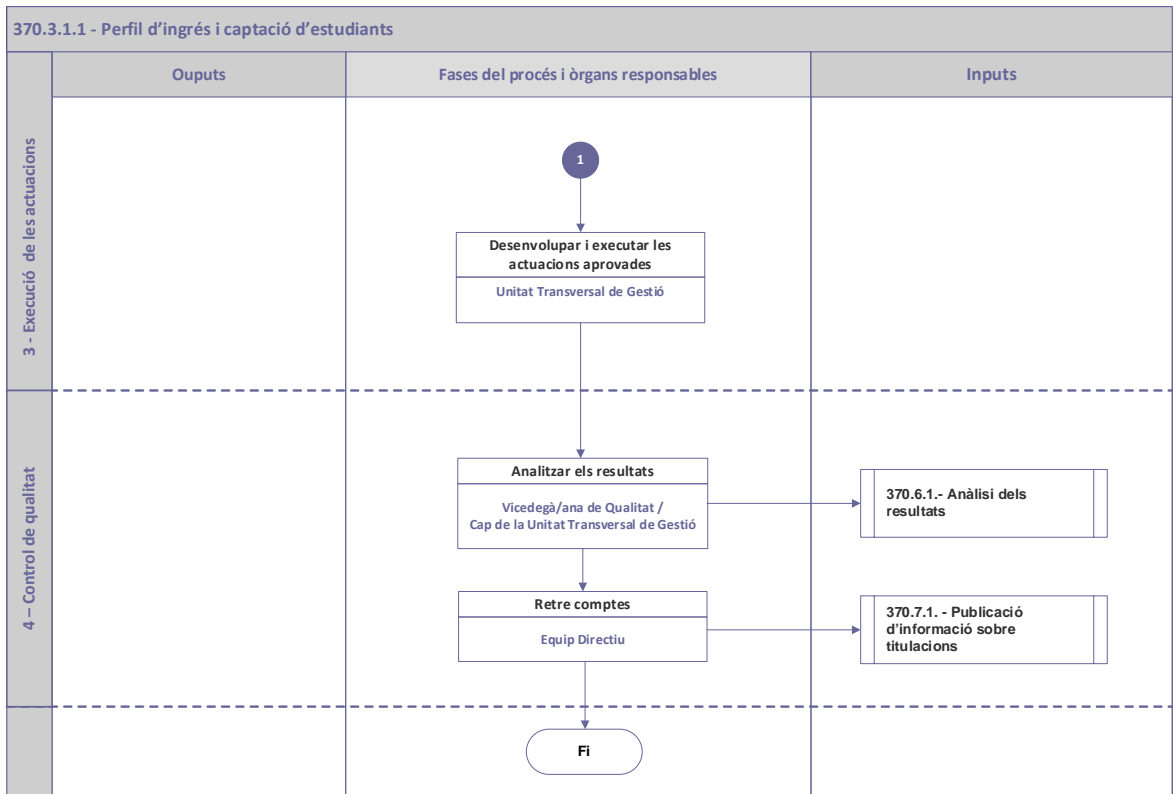 370.3.1.1 - Perfil d’ingrés i captació d’estudiants
Ouputs
Fases del procés i òrgans responsables
Inputs
3 - Execució de les actuacions
1
Desenvolupar i executar les
actuacions aprovades
Unitat Transversal de Gestió
4 – Control de qualitat
Analitzar els resultats
Vicedegà/ana de Qualitat /
Cap de la Unitat Transversal de Gestió
370.6.1.- Anàlisi dels
resultats
Retre comptes
Equip Directiu
370.7.1. - Publicació
d’informació sobre
titulacions
Fi